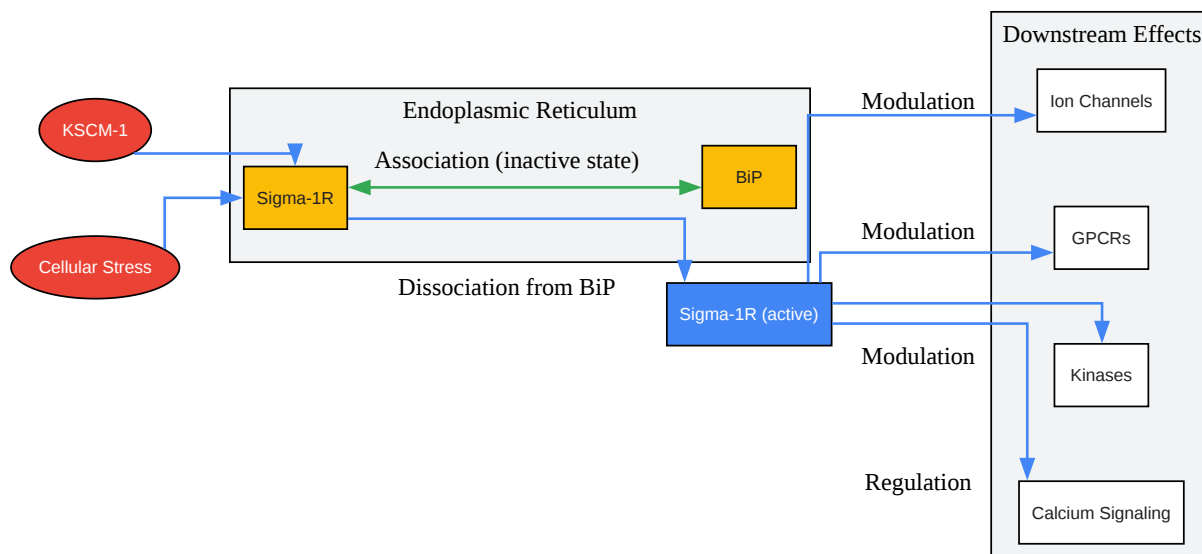 Downstream Effects
Modulation
Ion Channels
Endoplasmic Reticulum
KSCM-1
Association (inactive state)
Sigma-1R
BiP
Modulation
GPCRs
Cellular Stress
Dissociation from BiP
Sigma-1R (active)
Modulation
Kinases
Regulation
Calcium Signaling